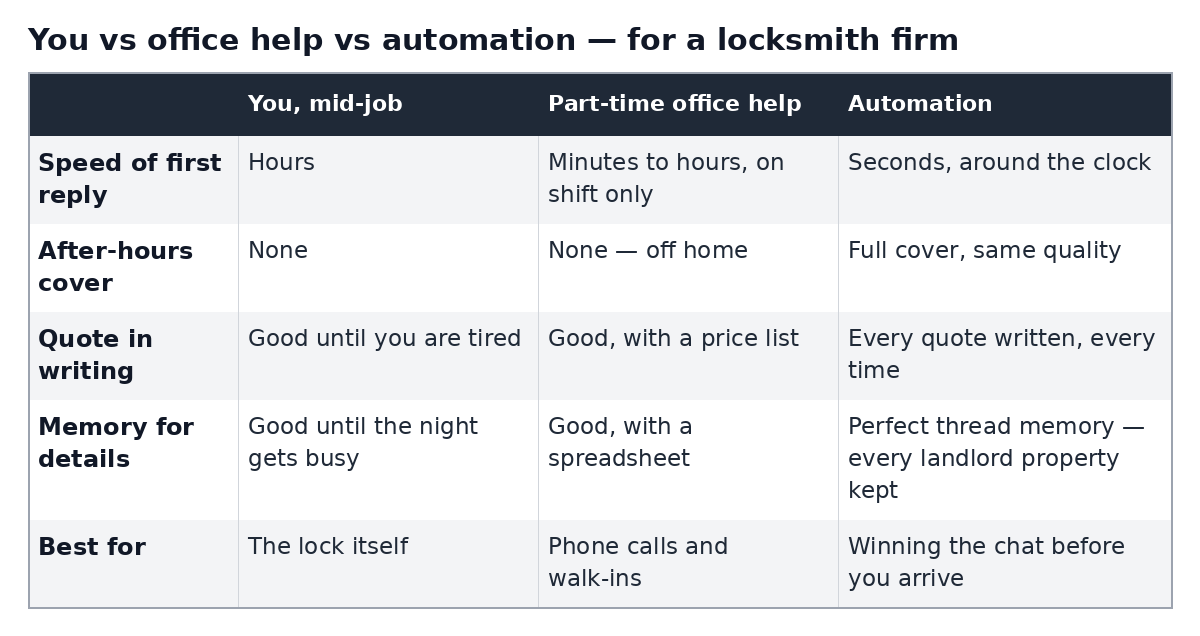 You vs office help vs automation — for a locksmith firm
You, mid-job
Part-time office help
Automation
Speed of first
reply
Hours
Minutes to hours, on
shift only
Seconds, around the clock
After-hours
cover
None
None — off home
Full cover, same quality
Quote in
writing
Good until you are tired
Good, with a price list
Every quote written, every
time
Memory for
details
Good until the night
gets busy
Good, with a
spreadsheet
Perfect thread memory —
every landlord property
kept
Best for
The lock itself
Phone calls and
walk-ins
Winning the chat before
you arrive